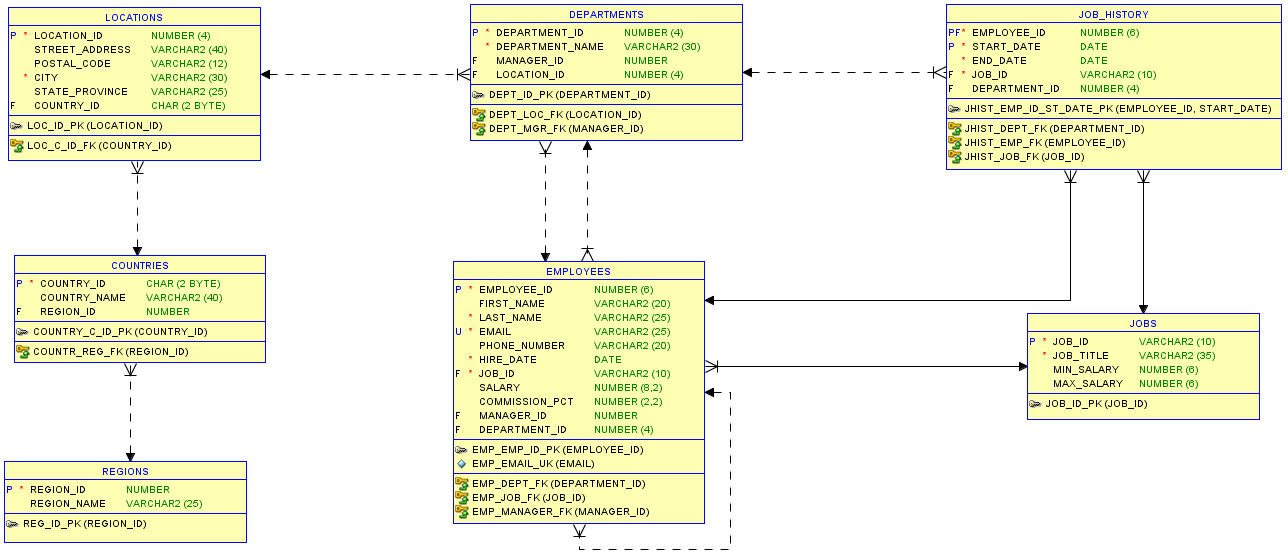 LOCATIONS
P * LOCATION_ID NUMBER (4)
STREET_ADDRESS VARCHAR2 (40)
POSTAL_CODE VARCHAR2 (12)
* CITY VARCHAR2 (30)
STATE_PROVINCE VARCHAR2 (25)
F COUNTRY_ID CHAR (2 BYTE)
LOC_ID_PK (LOCATION_ID)
LOC_C_ID_FK (COUNTRY_ID)
DEPARTMENTS
P * DEPARTMENT_ID NUMBER (4)
* DEPARTMENT_NAME VARCHAR2 (30)
F MANAGER_ID NUMBER
F LOCATION_ID NUMBER (4)
DEPT_ID_PK (DEPARTMENT_ID)
DEPT_LOC_FK (LOCATION_ID)
DEPT_MGR_FK (MANAGER_ID)
JOB_HISTORY
PF* EMPLOYEE_ID NUMBER (6)
P * START_DATE DATE
* END_DATE DATE
F * JOB_ID VARCHAR2 (10)
F DEPARTMENT_ID NUMBER (4)
JHIST_EMP_ID_ST_DATE_PK (EMPLOYEE_ID, START_DATE)
JHIST_DEPT_FK (DEPARTMENT_ID)
JHIST_EMP_FK (EMPLOYEE_ID)
JHIST_JOB_FK (JOB_ID)
COUNTRIES
P * COUNTRY_ID CHAR (2 BYTE)
COUNTRY_NAME VARCHAR2 (40)
F REGION_ID NUMBER
COUNTRY_C_ID_PK (COUNTRY_ID)
COUNTR_REG_FK (REGION_ID)
EMPLOYEES
P * EMPLOYEE_ID NUMBER (6)
FIRST_NAME VARCHAR2 (20)
* LAST_NAME VARCHAR2 (25)
U * EMAIL VARCHAR2 (25)
PHONE_NUMBER VARCHAR2 (20)
* HIRE_DATE DATE
F * JOB_ID VARCHAR2 (10)
SALARY NUMBER (8,2)
COMMISSION_PCT NUMBER (2,2)
F MANAGER_ID NUMBER
F DEPARTMENT_ID NUMBER (4)
EMP_EMP_ID_PK (EMPLOYEE_ID)
EMP_EMAIL_UK (EMAIL)
EMP_DEPT_FK (DEPARTMENT_ID)
EMP_JOB_FK (JOB_ID)
EMP_MANAGER_FK (MANAGER_ID)
JOBS
P * JOB_ID VARCHAR2 (10)
* JOB_TITLE VARCHAR2 (35)
MIN_SALARY NUMBER (6)
MAX_SALARY NUMBER (6)
JOB_ID_PK (JOB_ID)
REGIONS
P * REGION_ID NUMBER
REGION_NAME VARCHAR2 (25)
REG_ID_PK (REGION_ID)